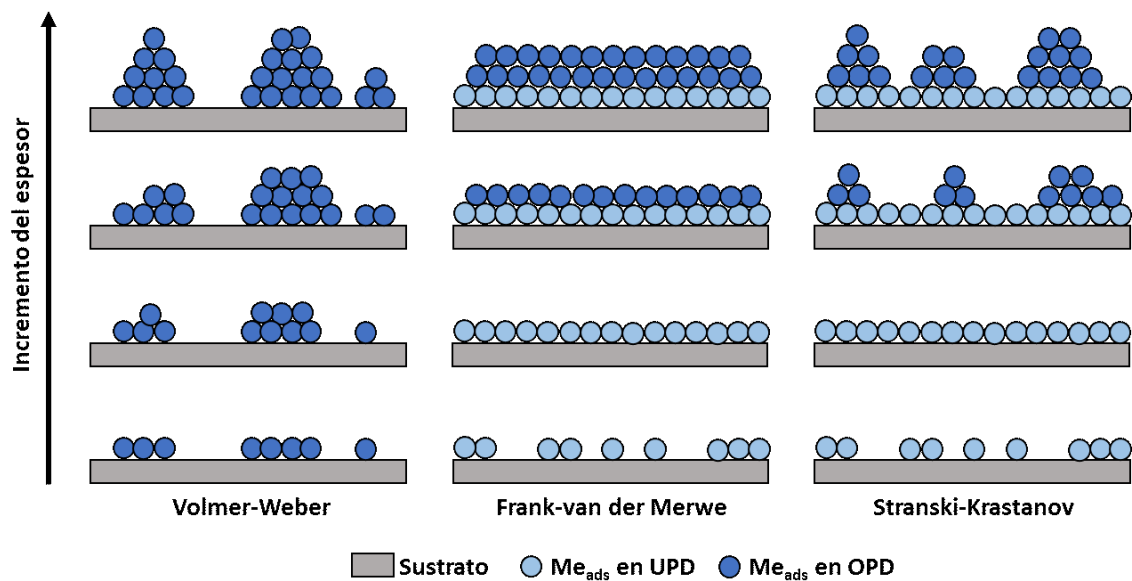 Incremento del espesor
Volmer-Weber
Frank-van der Merwe
Stranski-Krastanov
Sustrato
Me_ads en UPD
Me_ads en OPD